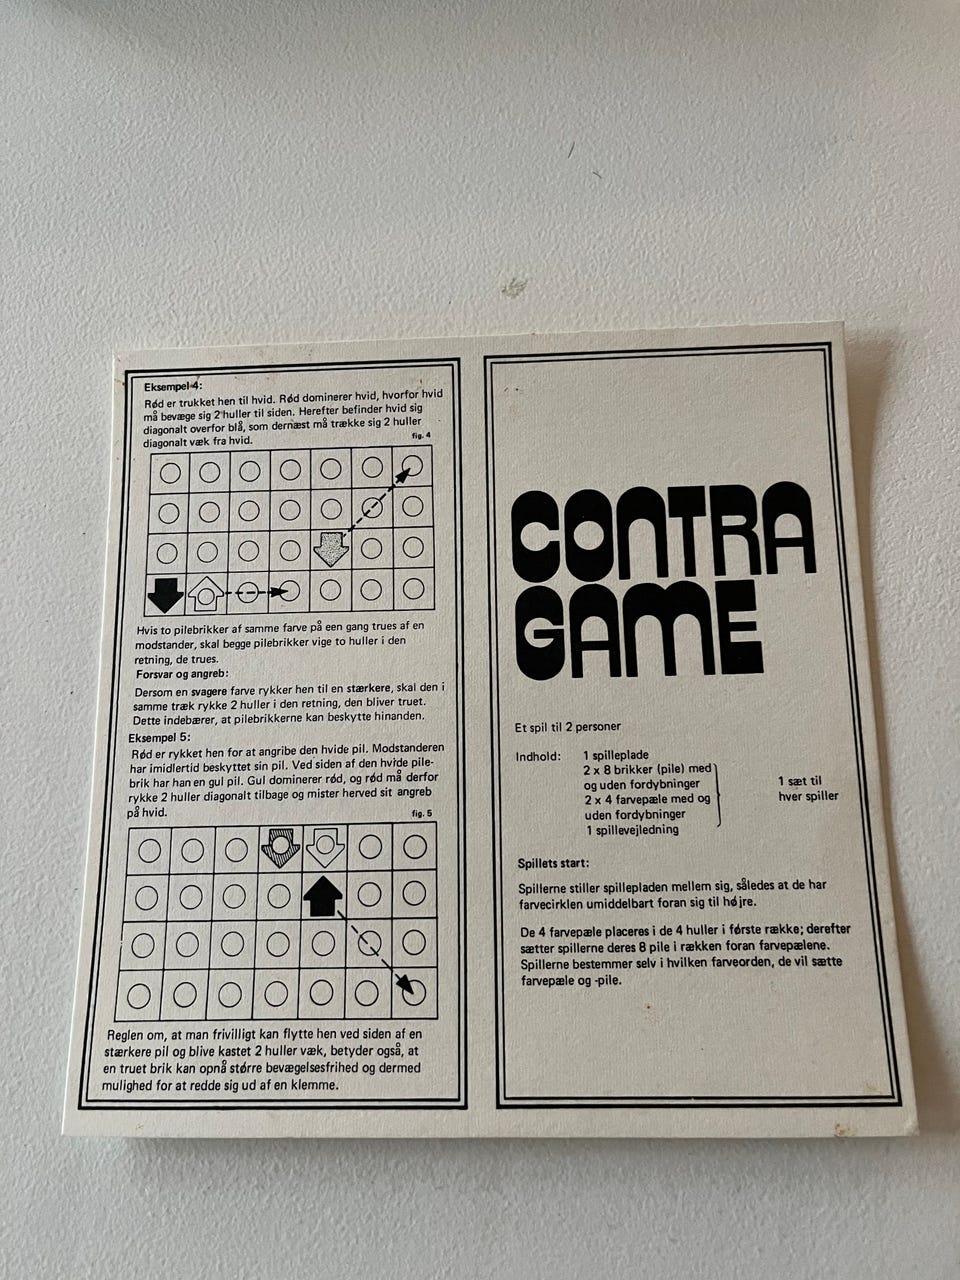 Eksempel 4:
Rød er trukket hen til hvid. Rød dominerer hvid, hvorfor hvid
må bevæge sig 2 huller til siden. Herefter befinder hvid sig
diagonalt overfor blå, som dernæst må trække sig 2 huller
diagonalt væk fra hvid.
fig. 4
Hvis to pilebrikker af samme farve på een gang trues af en
modstander, skal begge pilebrikker vige to huller i den
retning, de trues.
Forsvar og angreb:
Dersom en svagere farve rykker hen til en stærkere, skal den i
samme træk rykke 2 huller i den retning, den bliver truet.
Dette indebærer, at pilebrikkerne kan beskytte hinanden.
Eksempel 5:
Rød er rykket hen for at angribe den hvide pil. Modstanderen
har imidlertid beskyttet sin pil. Ved siden af den hvide pile-
brik har han en gul pil. Gul dominerer rød, og rød må derfor
rykke 2 huller diagonalt tilbage og mister herved sit angreb
på hvid.
fig. 5
Reglen om, at man frivilligt kan flytte hen ved siden af en
stærkere pil og blive kastet 2 huller væk, betyder også, at
en truet brik kan opnå større bevægelsesfrihed og dermed
mulighed for at redde sig ud af en klemme.
CONTRA
GAME
Et spil til 2 personer
Indhold: 1 spilleplade
2 x 8 brikker (pile) med
og uden fordybninger
2 x 4 farvepæle med og
uden fordybninger
1 spillevejledning
1 sæt til
hver spiller
Spillets start:
Spillerne stiller spillepladen mellem sig, således at de har
farvecirklen umiddelbart foran sig til højre.
De 4 farvepæle placeres i de 4 huller i første række; derefter
sætter spillerne deres 8 pile i rækken foran farvepælene.
Spillerne bestemmer selv i hvilken farveorden, de vil sætte
farvepæle og -pile.